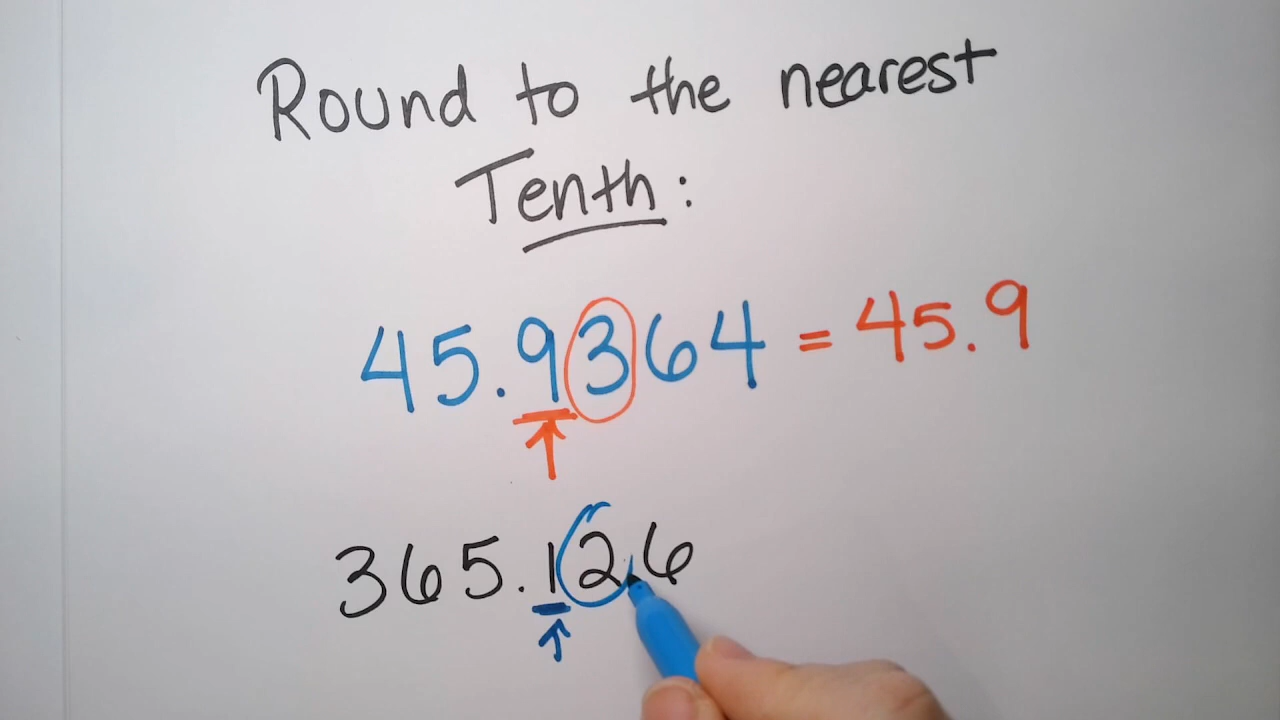 Round to the nearest
Tenth:
45.9364 = 45.9
365.126